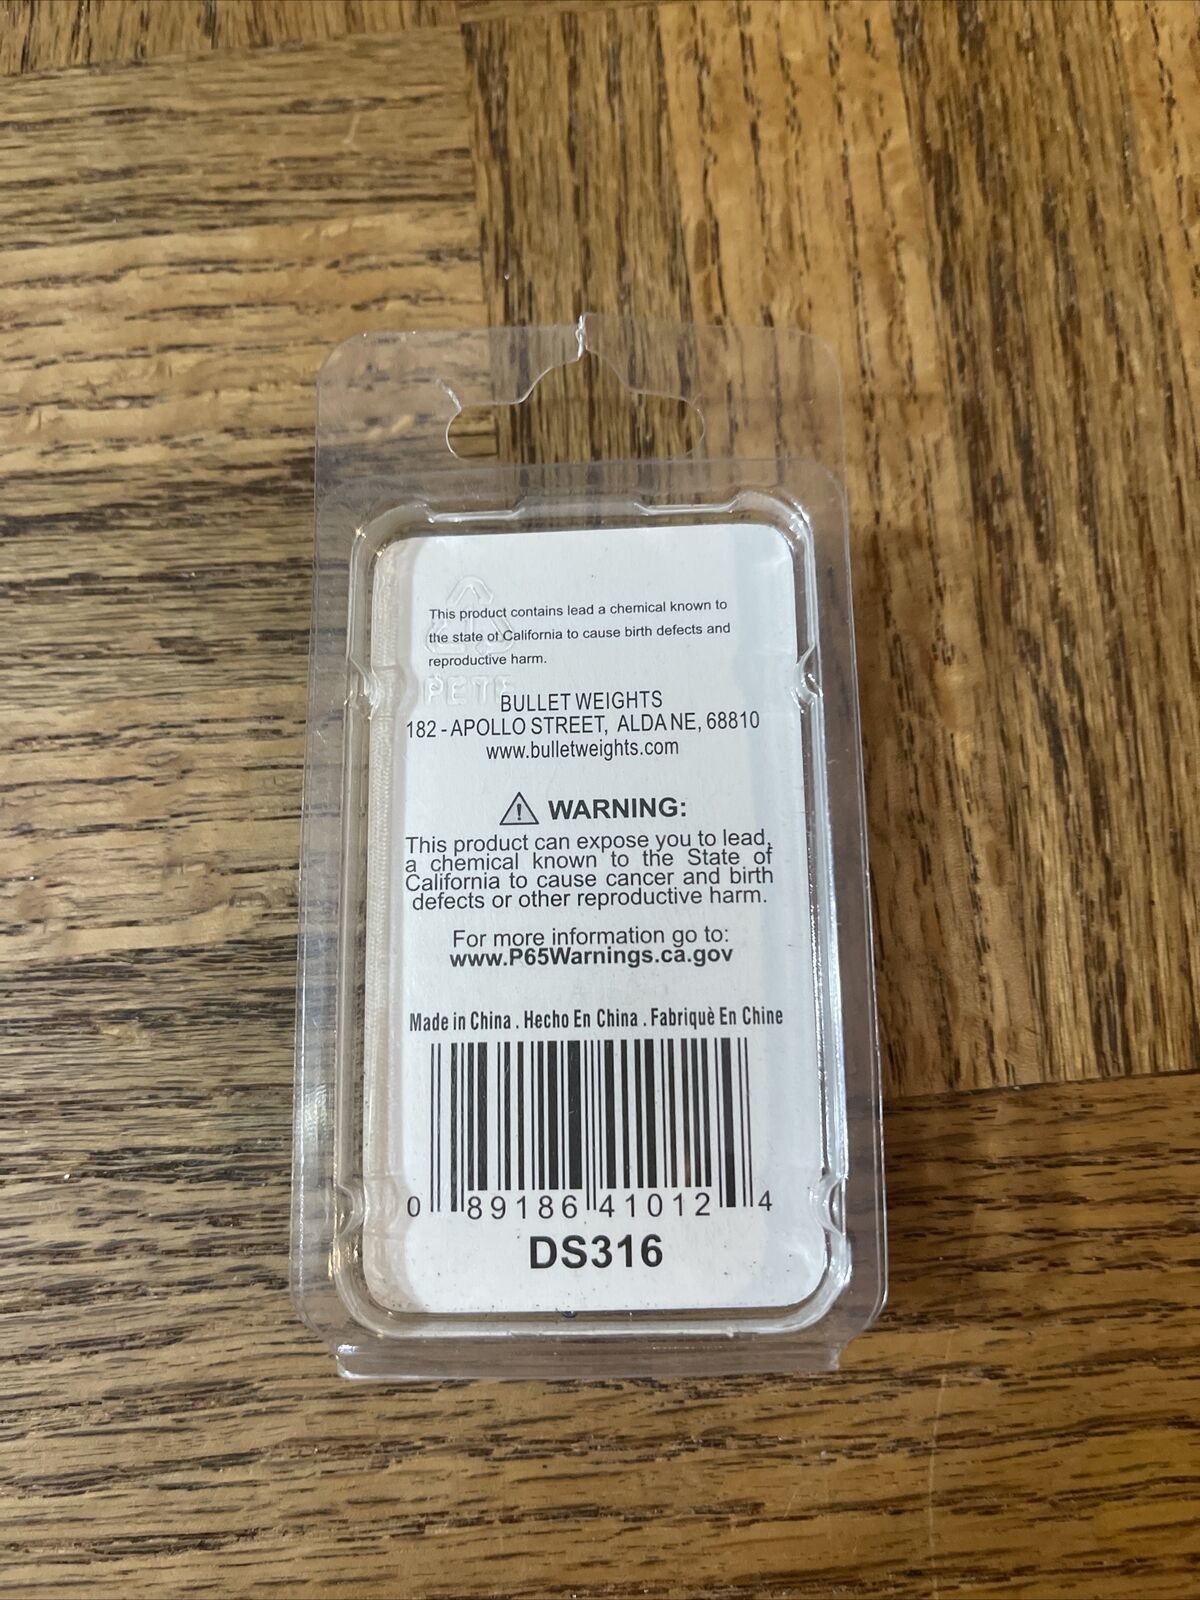 This product contains lead a chemical known to
the state of California to cause birth defects and
reproductive harm.
PETE
BULLET WEIGHTS
182 - APOLLO STREET, ALDA NE, 68810
www.bulletweights.com
WARNING:
This product can expose you to lead,
a chemical known to the State of
California to cause cancer and birth
defects or other reproductive harm.
For more information go to:
www.P65Warnings.ca.gov
Made in China . Hecho En China . Fabriquè En Chine
0 89186 41012 4
DS316